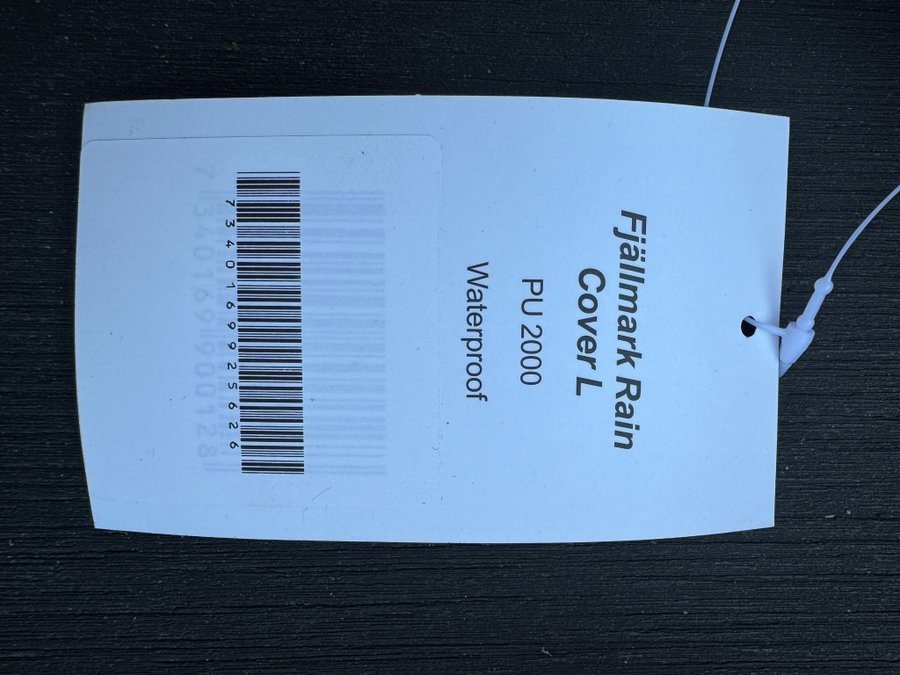 Fjällmark Rain
Cover L
PU 2000
Waterproof
7340169925626